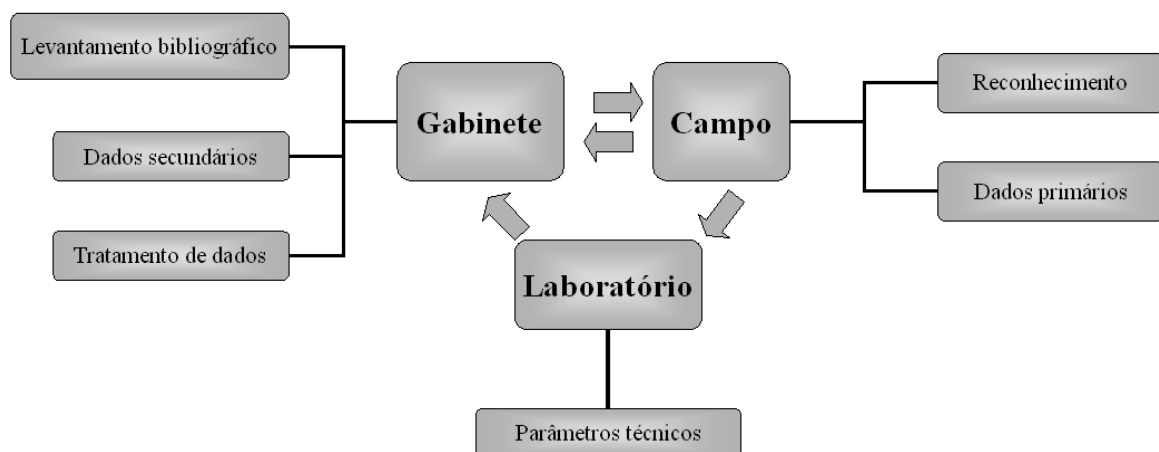 Levantamento bibliográfico
Dados secundários
Tratamento de dados
Gabinete
Campo
Laboratório
Parâmetros técnicos
Reconhecimento
Dados primários